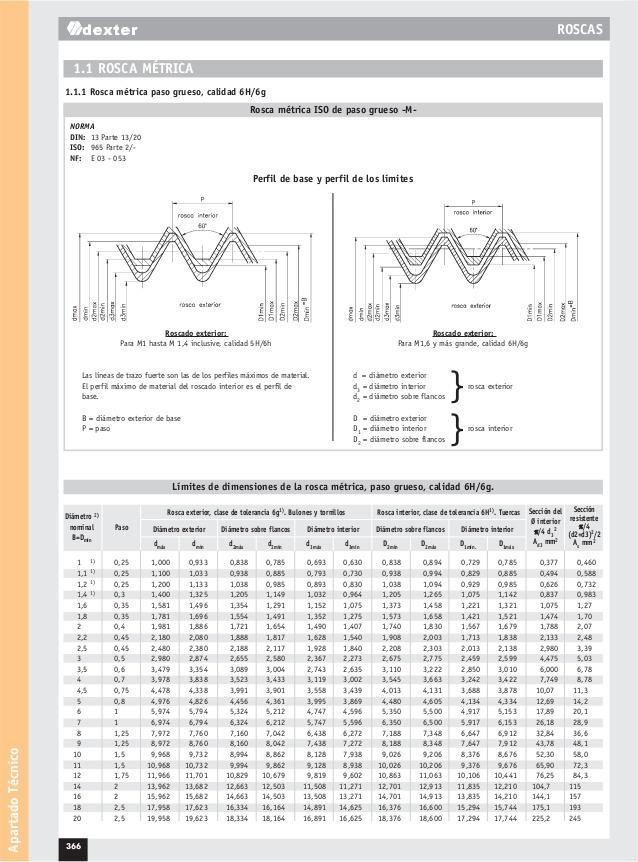 dexter
ROSCAS
1.1 ROSCA MÉTRICA
1.1.1 Rosca métrica paso grueso, calidad 6H/6g
Rosca métrica ISO de paso grueso -M-
NORMA
DIN: 13 Parte 13/20
ISO: 965 Parte 2/-
NF: E 03 - 053
Perfil de base y perfil de los límites
P
rosca interior
60°
rosca exterior
dmax
dmin
d2max
d2min
d3max
d3min
D1min
D1max
D2min
D2max
Dmin=B
P
rosca interior
60°
rosca exterior
dmax
dmin
d2max
d2min
d3max
d3min
D1min
D1max
D2min
D2max
Dmin=B
Roscado exterior:
Para M1 hasta M 1,4 inclusive, calidad 5H/6h
Roscado exterior:
Para M1,6 y más grande, calidad 6H/6g
Las líneas de trazo fuerte son las de los perfiles máximos de material.
El perfil máximo de material del roscado interior es el perfil de
base.
B = diámetro exterior de base
P = paso
d = diámetro exterior
d3 = diámetro interior
d2 = diámetro sobre flancos
} rosca exterior
D = diámetro exterior
D1 = diámetro interior
D2 = diámetro sobre flancos
} rosca interior
Límites de dimensiones de la rosca métrica, paso grueso, calidad 6H/6g.
Diámetro 2) nominal B=Dmin
Paso
Rosca exterior, clase de tolerancia 6g1). Bulones y tornillos
Rosca interior, clase de tolerancia 6H1). Tuercas
Sección del Ø interior π/4 d3² Ad3 mm²
Sección resistente π/4 (d2+d3)²/2 As mm²
Diámetro exterior Diámetro sobre flancos Diámetro interior Diámetro sobre flancos Diámetro interior
dmáx dmín d2máx d2mín d3máx d3mín D2mín D2máx D1mín. D1máx
1 1) 0,25 1,000 0,933 0,838 0,785 0,693 0,630 0,838 0,894 0,729 0,785 0,377 0,460
1,1 1) 0,25 1,100 1,033 0,938 0,885 0,793 0,730 0,938 0,994 0,829 0,885 0,494 0,588
1,2 1) 0,25 1,200 1,133 1,038 0,985 0,893 0,830 1,038 1,094 0,929 0,985 0,626 0,732
1,4 1) 0,3 1,400 1,325 1,205 1,149 1,032 0,964 1,205 1,265 1,075 1,142 0,837 0,983
1,6 0,35 1,581 1,496 1,354 1,291 1,152 1,075 1,373 1,458 1,221 1,321 1,075 1,27
1,8 0,35 1,781 1,696 1,554 1,491 1,352 1,275 1,573 1,658 1,421 1,521 1,474 1,70
2 0,4 1,981 1,886 1,721 1,654 1,490 1,407 1,740 1,830 1,567 1,679 1,788 2,07
2,2 0,45 2,180 2,080 1,888 1,817 1,628 1,540 1,908 2,003 1,713 1,838 2,133 2,48
2,5 0,45 2,480 2,380 2,188 2,117 1,928 1,840 2,208 2,303 2,013 2,138 2,980 3,39
3 0,5 2,980 2,874 2,655 2,580 2,367 2,273 2,675 2,775 2,459 2,599 4,475 5,03
3,5 0,6 3,479 3,354 3,089 3,004 2,743 2,635 3,110 3,222 2,850 3,010 6,000 6,78
4 0,7 3,978 3,838 3,523 3,433 3,119 3,002 3,545 3,663 3,242 3,422 7,749 8,78
4,5 0,75 4,478 4,338 3,991 3,901 3,558 3,439 4,013 4,131 3,688 3,878 10,07 11,3
5 0,8 4,976 4,826 4,456 4,361 3,995 3,869 4,480 4,605 4,134 4,334 12,69 14,2
6 1 5,974 5,794 5,324 5,212 4,747 4,596 5,350 5,500 4,917 5,153 17,89 20,1
7 1 6,974 6,794 6,324 6,212 5,747 5,596 6,350 6,500 5,917 6,153 26,18 28,9
8 1,25 7,972 7,760 7,160 7,042 6,438 6,272 7,188 7,348 6,647 6,912 32,84 36,6
9 1,25 8,972 8,760 8,160 8,042 7,438 7,272 8,188 8,348 7,647 7,912 43,78 48,1
10 1,5 9,968 9,732 8,994 8,862 8,128 7,938 9,026 9,206 8,376 8,676 52,30 58,0
11 1,5 10,968 10,732 9,994 9,862 9,128 8,938 10,026 10,206 9,376 9,676 65,90 72,3
12 1,75 11,966 11,701 10,829 10,679 9,819 9,602 10,863 11,063 10,106 10,441 76,25 84,3
14 2 13,962 13,682 12,663 12,503 11,508 11,271 12,701 12,913 11,835 12,210 104,7 115
16 2 15,962 15,682 14,663 14,503 13,508 13,271 14,701 14,913 13,835 14,210 144,1 157
18 2,5 17,958 17,623 16,334 16,164 14,891 14,625 16,376 16,600 15,294 15,744 175,1 193
20 2,5 19,958 19,623 18,334 18,164 16,891 16,625 18,376 18,600 17,294 17,744 225,2 245
Apartado Técnico
366